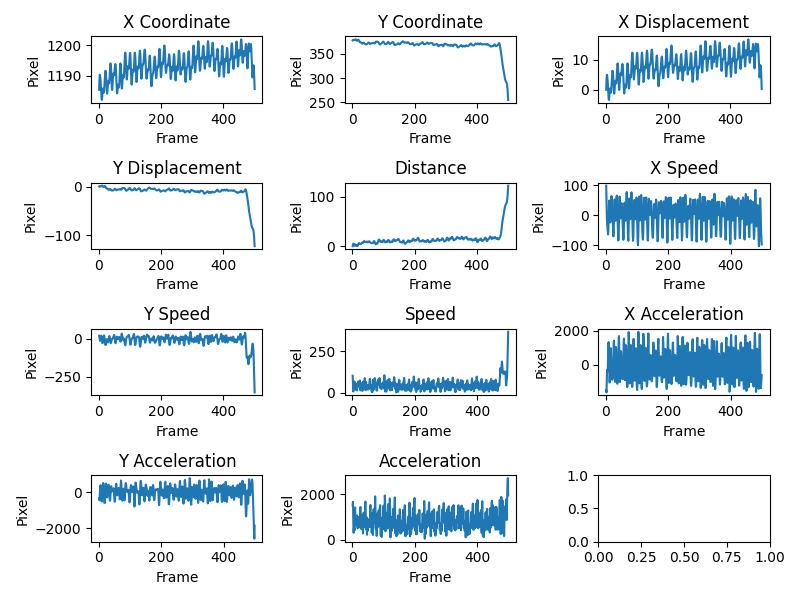 X Coordinate
Y Coordinate
X Displacement
1200
1190
Pixel
0 400
Frame
350
300
250
Pixel
0 200 400
Frame
10
0
Pixel
0 200 400
Frame
Y Displacement
Distance
X Speed
0
−100
Pixel
0 200 400
Frame
100
0
Pixel
0 200 400
Frame
100
0
−100
Pixel
0 200 400
Frame
Y Speed
Speed
X Acceleration
0
−250
Pixel
0 200 400
Frame
250
0
Pixel
0 200 400
Frame
2000
0
Pixel
0 200 400
Frame
Y Acceleration
Acceleration
0
−2000
Pixel
0 200 400
Frame
2000
0
Pixel
0 200 400
Frame
1.0
0.5
0.0
0.00 0.25 0.50 0.75 1.00